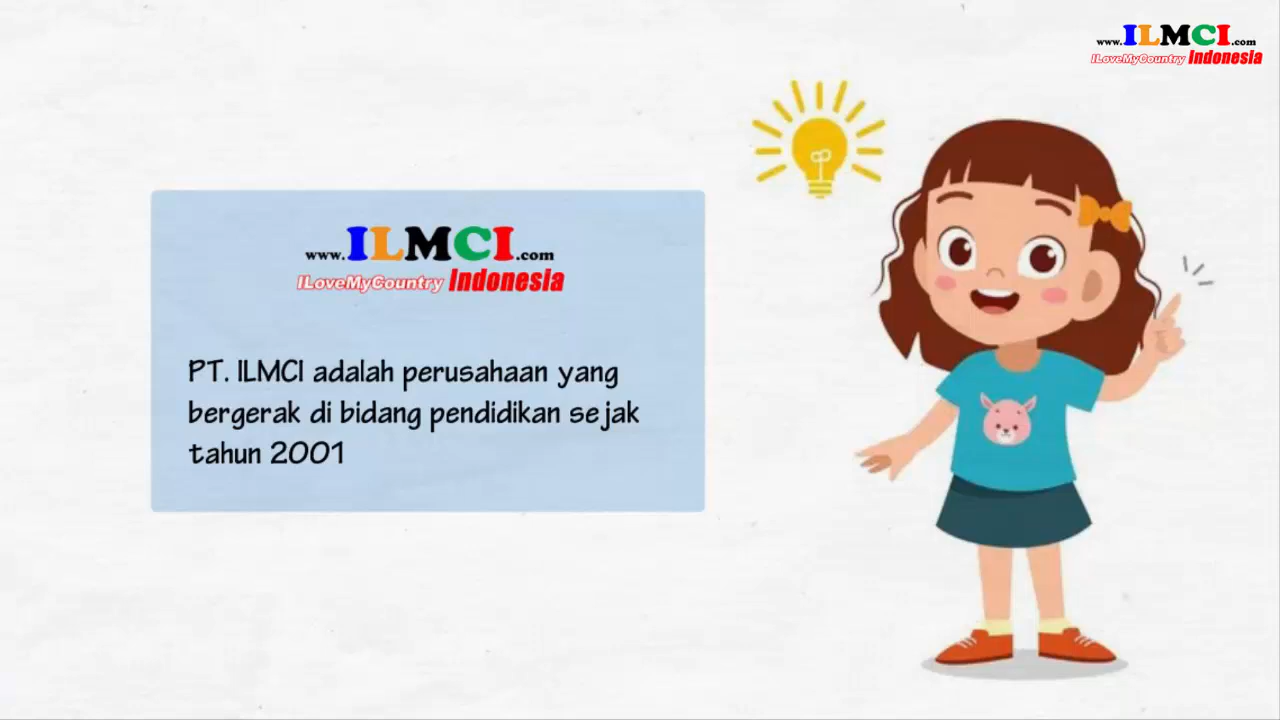 www.ILMCI.com
ILoveMyCountry Indonesia
www.ILMCI.com
ILoveMyCountry Indonesia
PT. ILMCI adalah perusahaan yang
bergerak di bidang pendidikan sejak
tahun 2001